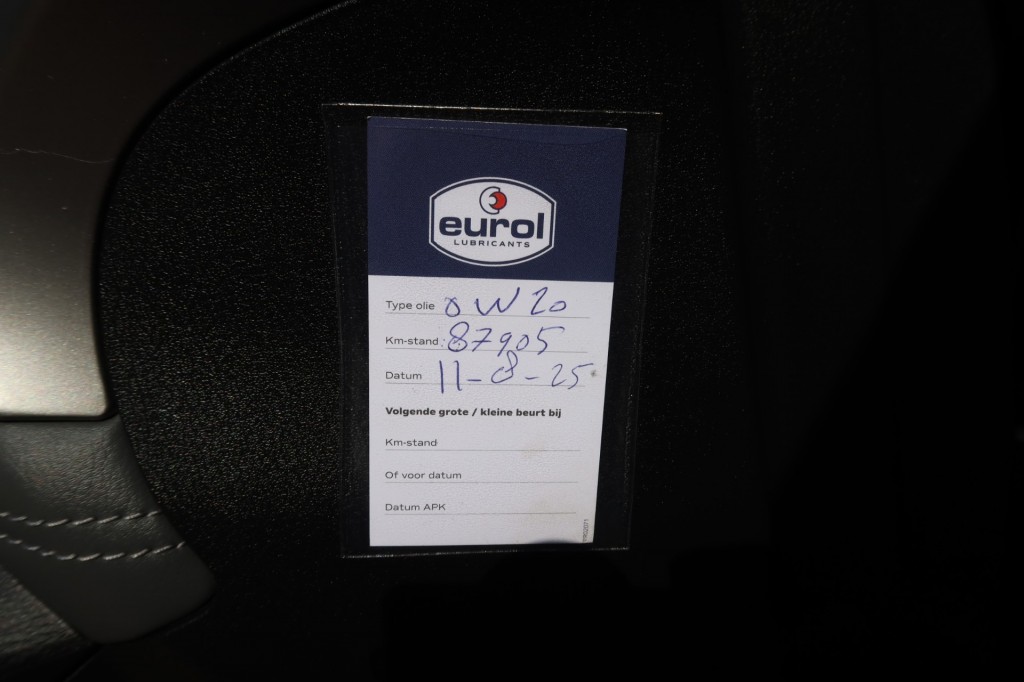 eurol
LUBRICANTS
Type olie 0W20
Km-stand: 87905
Datum 11-8-25
Volgende grote / kleine beurt bij
Km-stand
Of voor datum
Datum APK